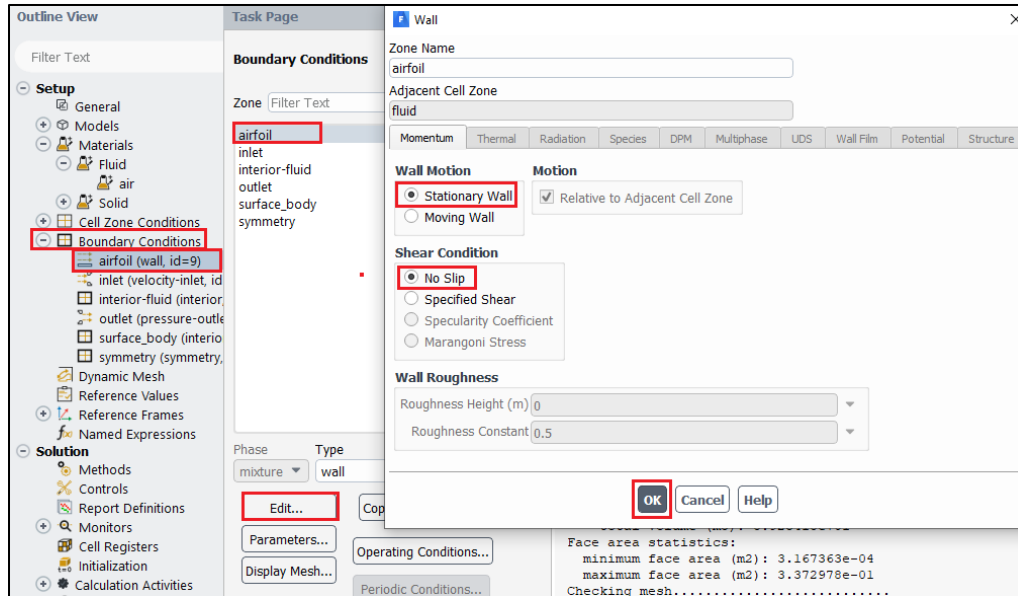 Outline View
Filter Text
Setup
General
Models
Materials
Fluid
air
Solid
Cell Zone Conditions
Boundary Conditions
airfoil (wall, id=9)
inlet (velocity-inlet, id
interior-fluid (interior,
outlet (pressure-outle
surface_body (interio
symmetry (symmetry,
Dynamic Mesh
Reference Values
Reference Frames
Named Expressions
Solution
Methods
Controls
Report Definitions
Monitors
Cell Registers
Initialization
Calculation Activities
Task Page
Boundary Conditions
Zone Filter Text
airfoil
inlet
interior-fluid
outlet
surface_body
symmetry
Phase Type
mixture wall
Edit... Cop
Parameters... Operating Conditions...
Display Mesh... Periodic Conditions...
Wall
Zone Name
airfoil
Adjacent Cell Zone
fluid
Momentum Thermal Radiation Species DPM Multiphase UDS Wall Film Potential Structure
Wall Motion Motion
Stationary Wall Relative to Adjacent Cell Zone
Moving Wall
Shear Condition
No Slip
Specified Shear
Specularity Coefficient
Marangoni Stress
Wall Roughness
Roughness Height (m) 0
Roughness Constant 0.5
OK Cancel Help
Face area statistics:
minimum face area (m2): 3.167363e-04
maximum face area (m2): 3.372978e-01
Checking mesh..........................